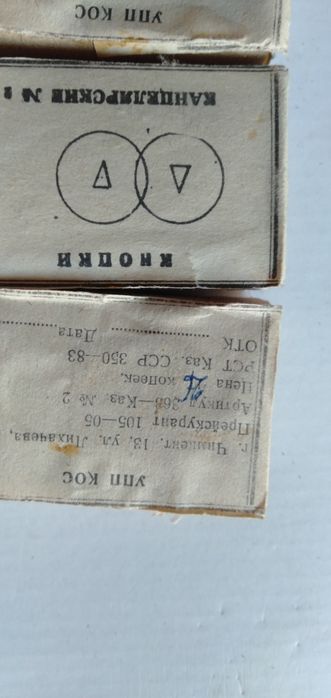 УПП КОС
г. Чимкент, 13, ул. Лихачева,
Прейскурант 105—05
Артикул 368—Каз. № 2
Цена копеек.
РСТ Каз. ССР 350—83
ОТК Дата
КНОПКИ
КАНЦЕЛЯРСКИЕ №
УПП КОС